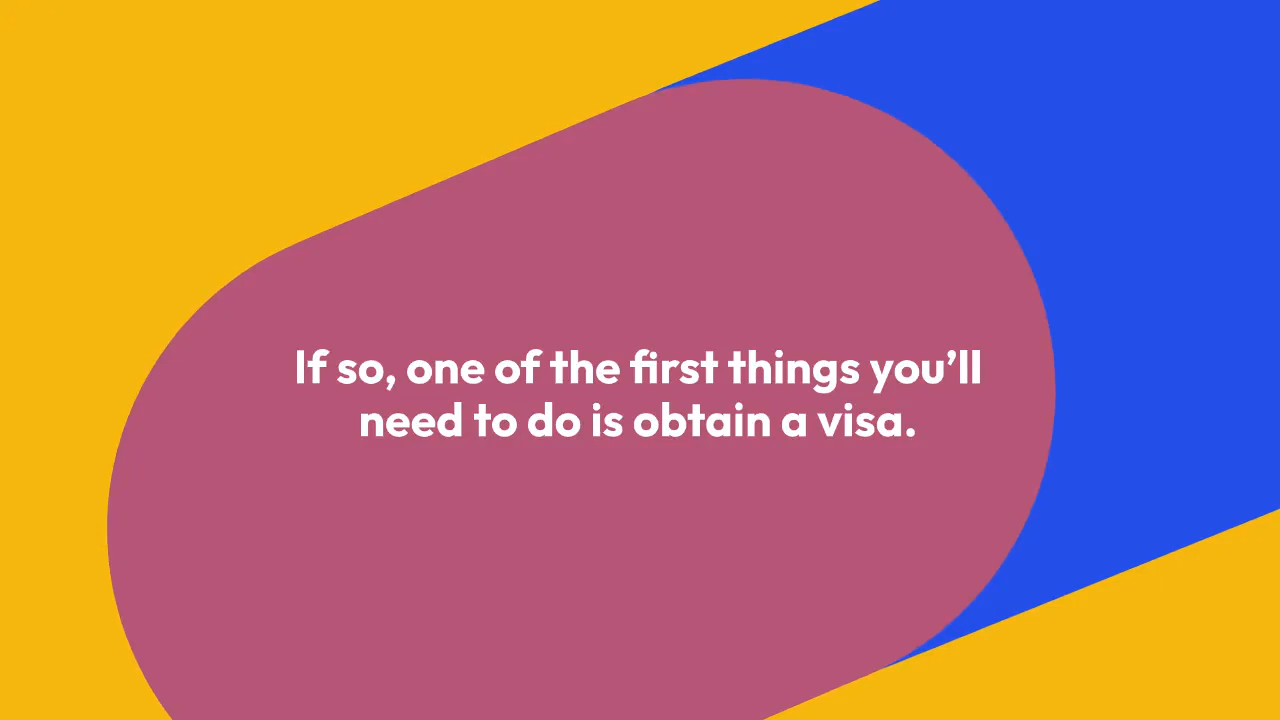 If so, one of the first things you’ll
need to do is obtain a visa.